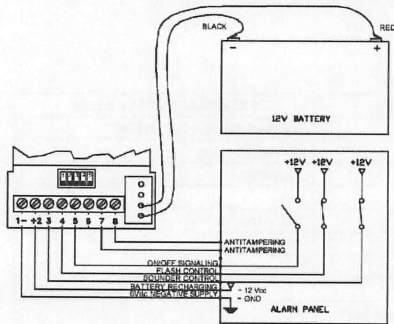 BLACK
RED
- +
12V BATTERY
+12V +12V +12V
1- +2 3 4 5 6 7 8
ANTITAMPERING
ANTITAMPERING
ON/OFF SIGNALING
FLASH CONTROL
SOUNDER CONTROL
BATTERY RECHARGING
0Vdc NEGATIVE SUPPLY
- 12 Vcc
= GND
ALARM PANEL